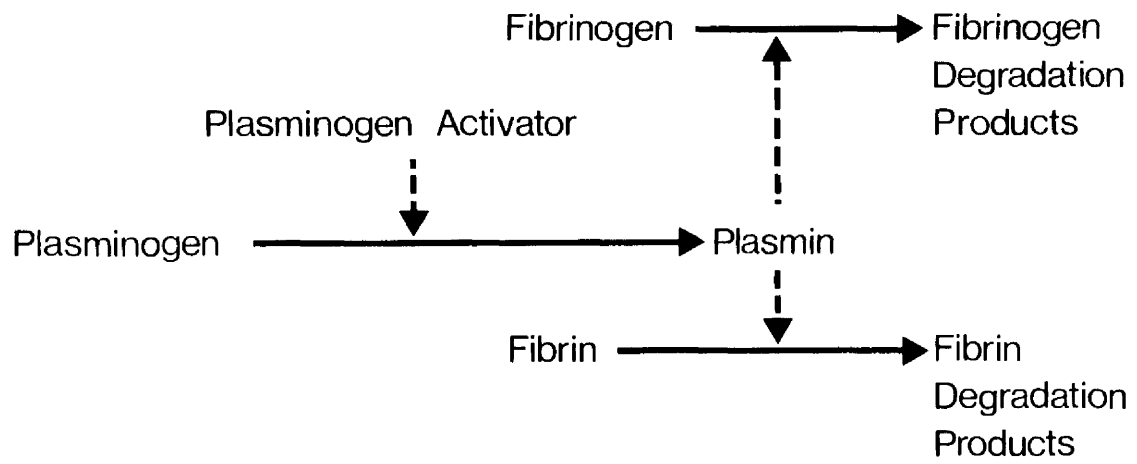 Fibrinogen
Fibrinogen
Degradation
Products
Plasminogen Activator
Plasminogen
Plasmin
Fibrin
Fibrin
Degradation
Products